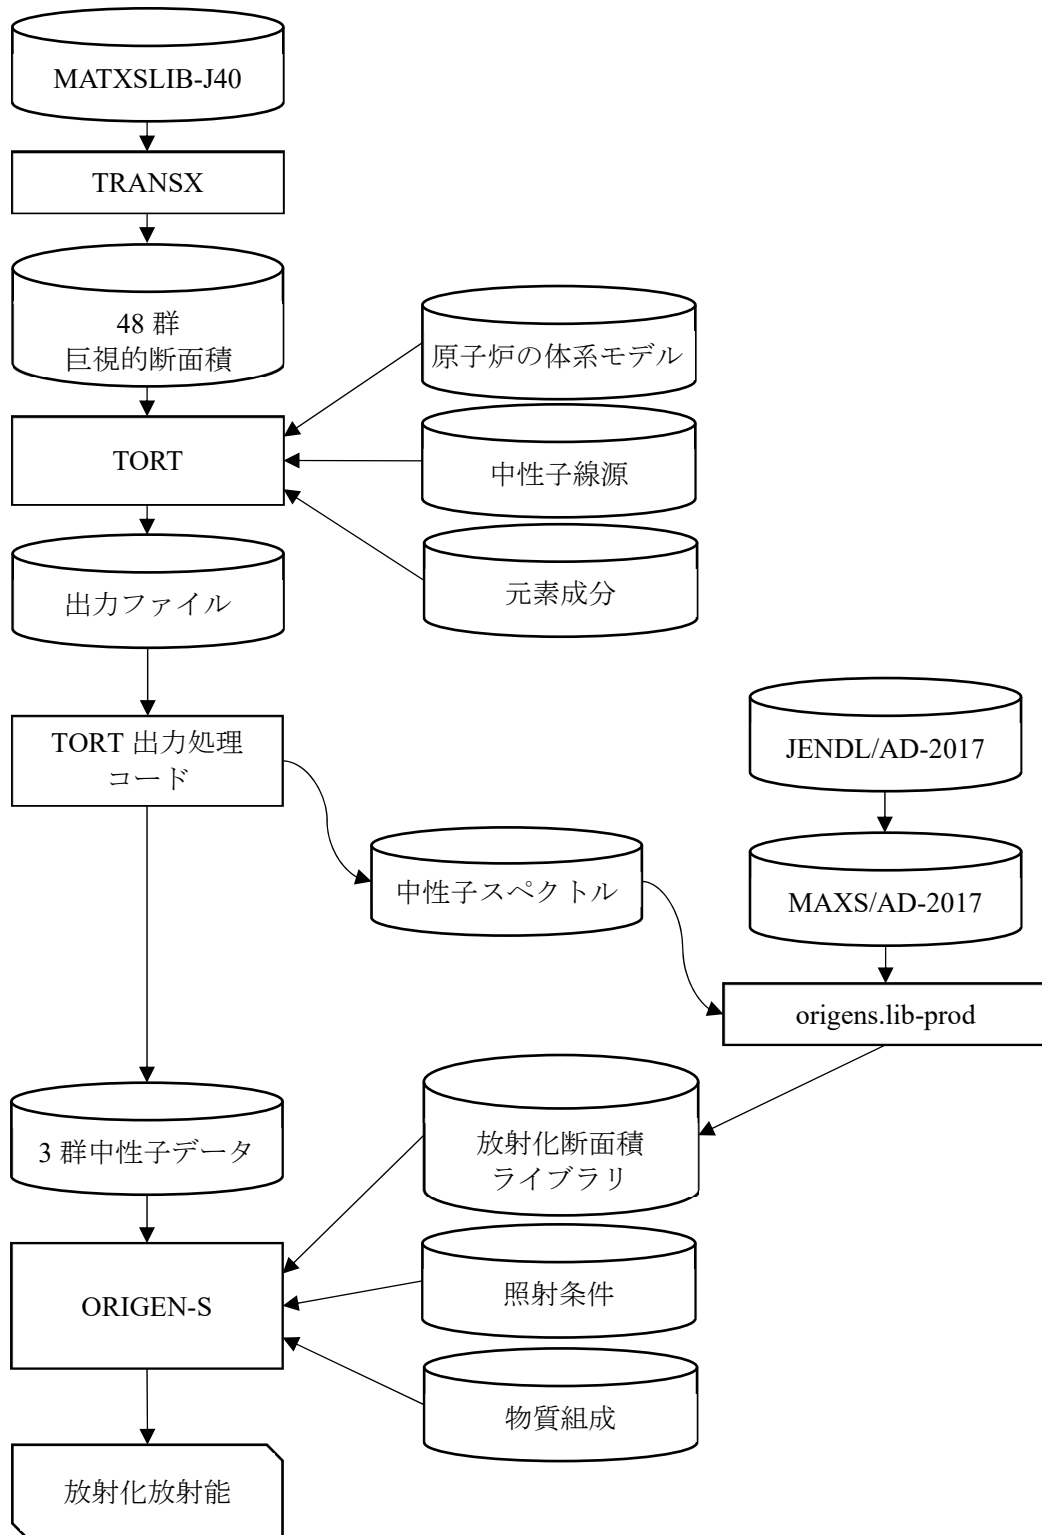 MATXSLIB-J40
TRANSX
48 群
巨視的断面積
原子炉の体系モデル
TORT
中性子線源
元素成分
出力ファイル
TORT 出力処理
コード
JENDL/AD-2017
中性子スペクトル
MAXS/AD-2017
origens.lib-prod
3 群中性子データ
放射化断面積
ライブラリ
ORIGEN-S
照射条件
物質組成
放射化放射能